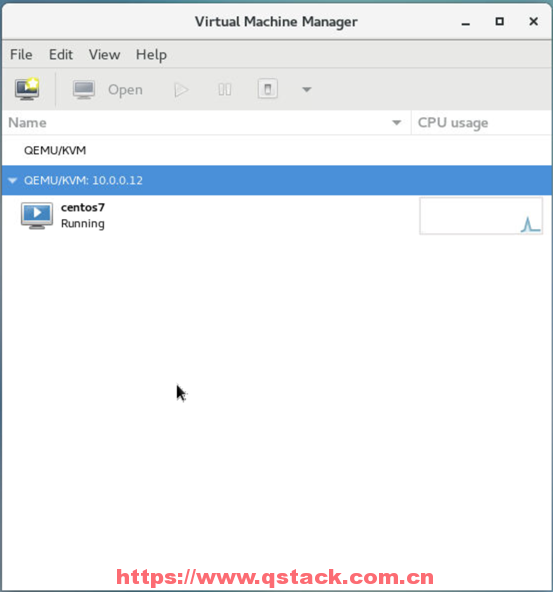 Virtual Machine Manager
File Edit View Help
Open
Name CPU usage
QEMU/KVM
QEMU/KVM: 10.0.0.12
centos7
Running
https://www.qstack.com.cn